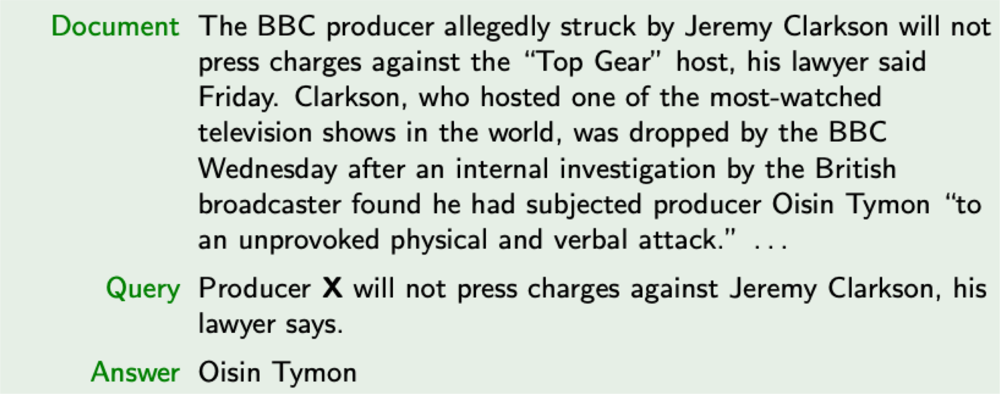 Document The BBC producer allegedly struck by Jeremy Clarkson will not
press charges against the “Top Gear” host, his lawyer said
Friday. Clarkson, who hosted one of the most-watched
television shows in the world, was dropped by the BBC
Wednesday after an internal investigation by the British
broadcaster found he had subjected producer Oisin Tymon “to
an unprovoked physical and verbal attack.” . . .
Query Producer X will not press charges against Jeremy Clarkson, his
lawyer says.
Answer Oisin Tymon